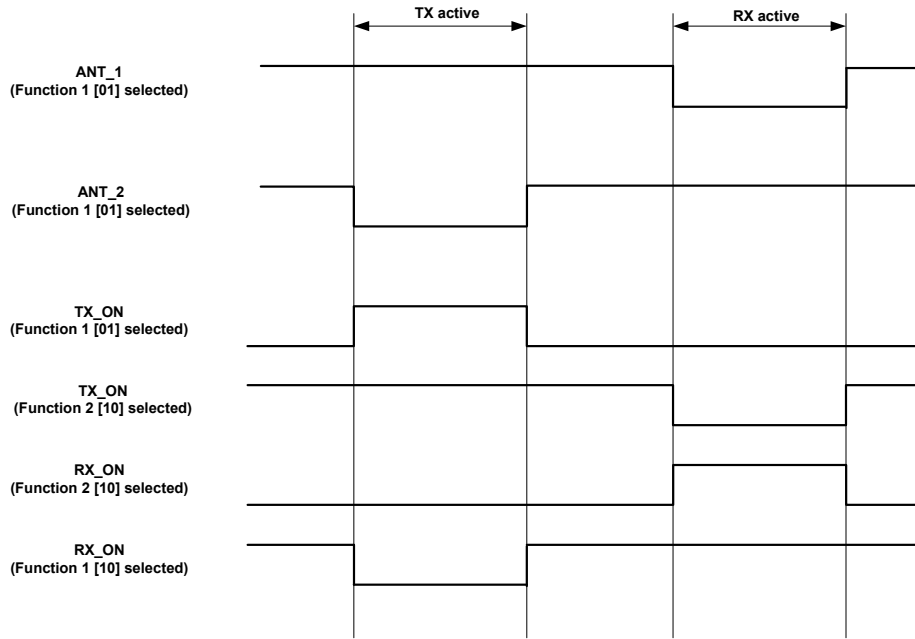 TX active
RX active
ANT_1
(Function 1 [01] selected)
ANT_2
(Function 1 [01] selected)
TX_ON
(Function 1 [01] selected)
TX_ON
(Function 2 [10] selected)
RX_ON
(Function 2 [10] selected)
RX_ON
(Function 1 [10] selected)